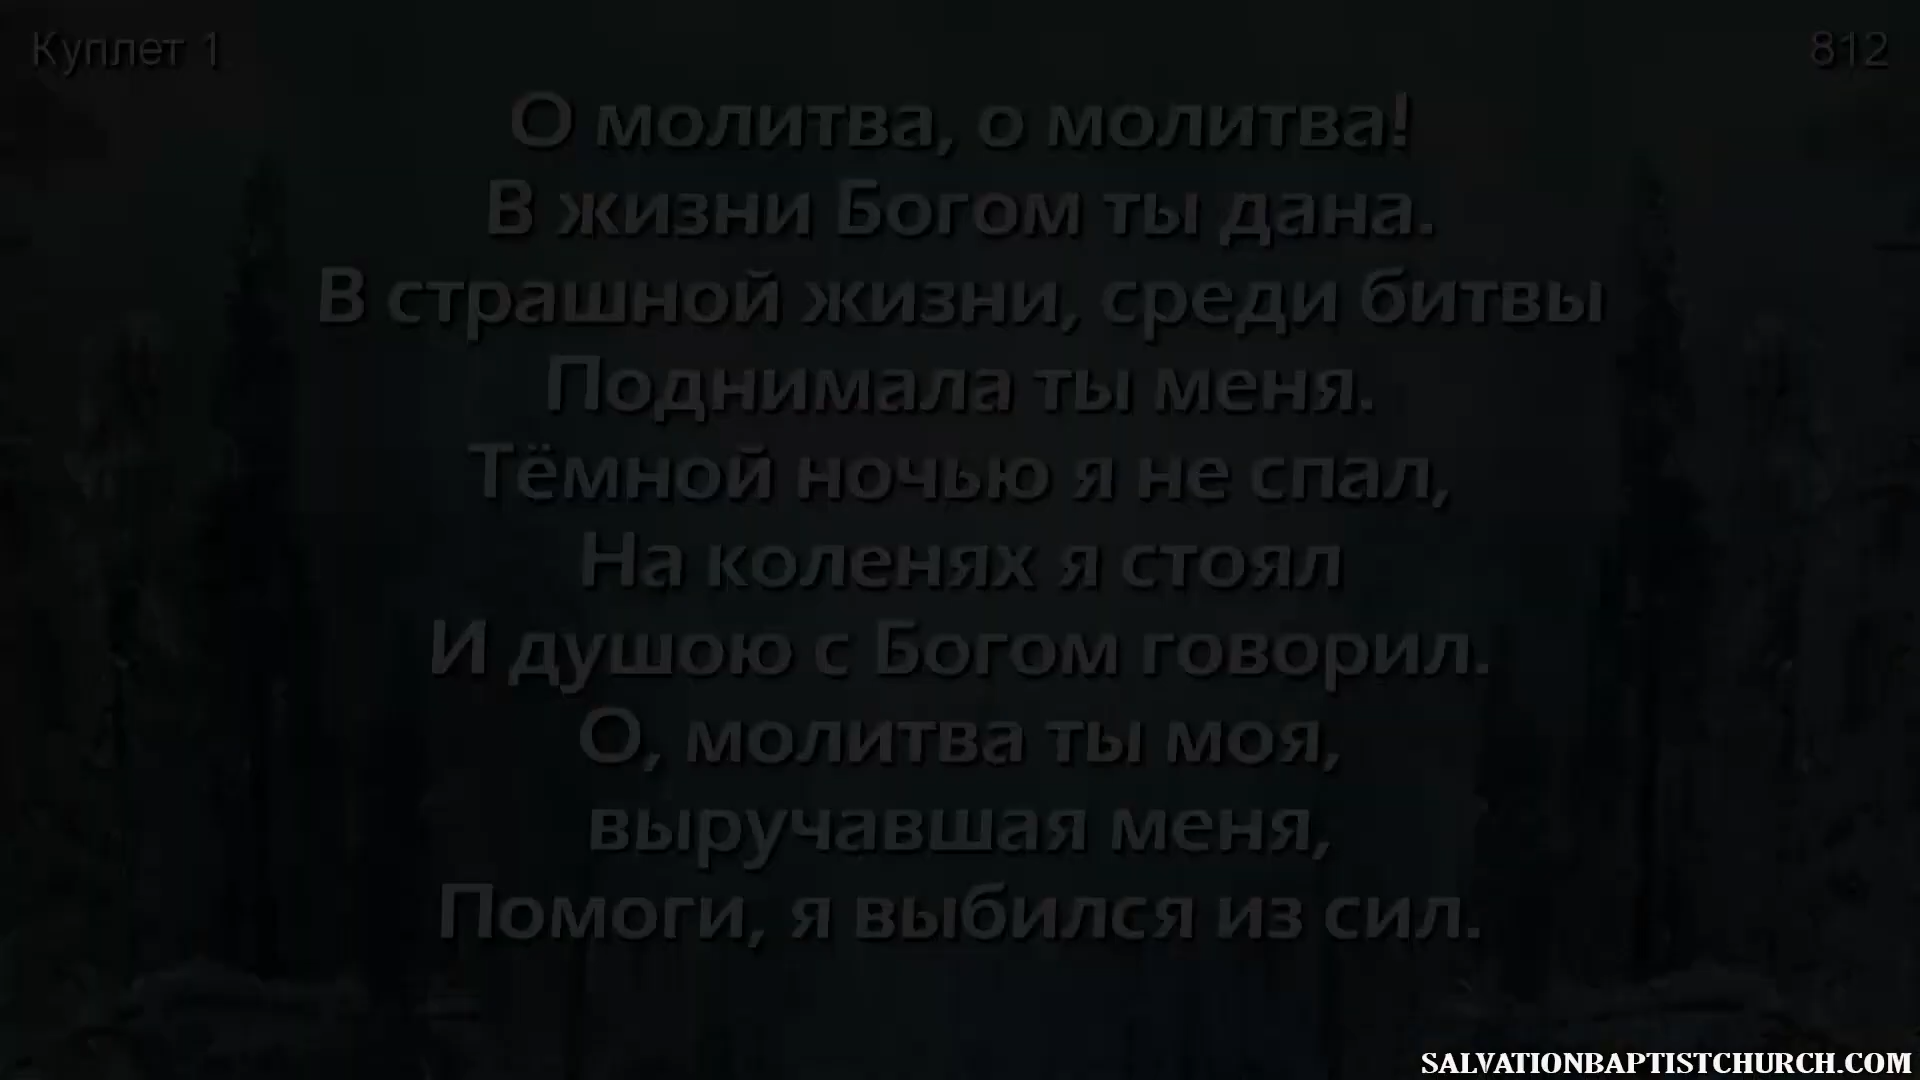 Куплет 1
812
О молитва, о молитва!
В жизни Богом ты дана.
В страшной жизни, среди битвы
Поднимала ты меня.
Тёмной ночью я не спал,
На коленях я стоял
И душою с Богом говорил.
О, молитва ты моя,
выручавшая меня,
Помоги, я выбился из сил.
SALVATIONBAPTISTCHURCH.COM